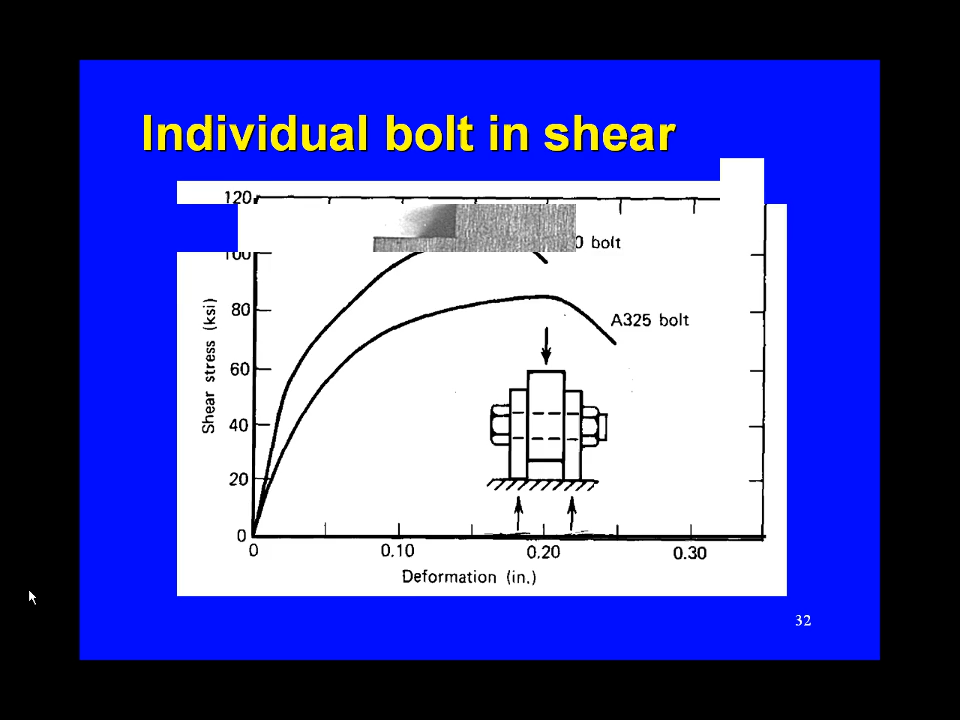 Individual bolt in shear
120
0 bolt
100
80
A325 bolt
60
40
20
0
Shear stress (ksi)
0 0.10 0.20 0.30
Deformation (in.)
32